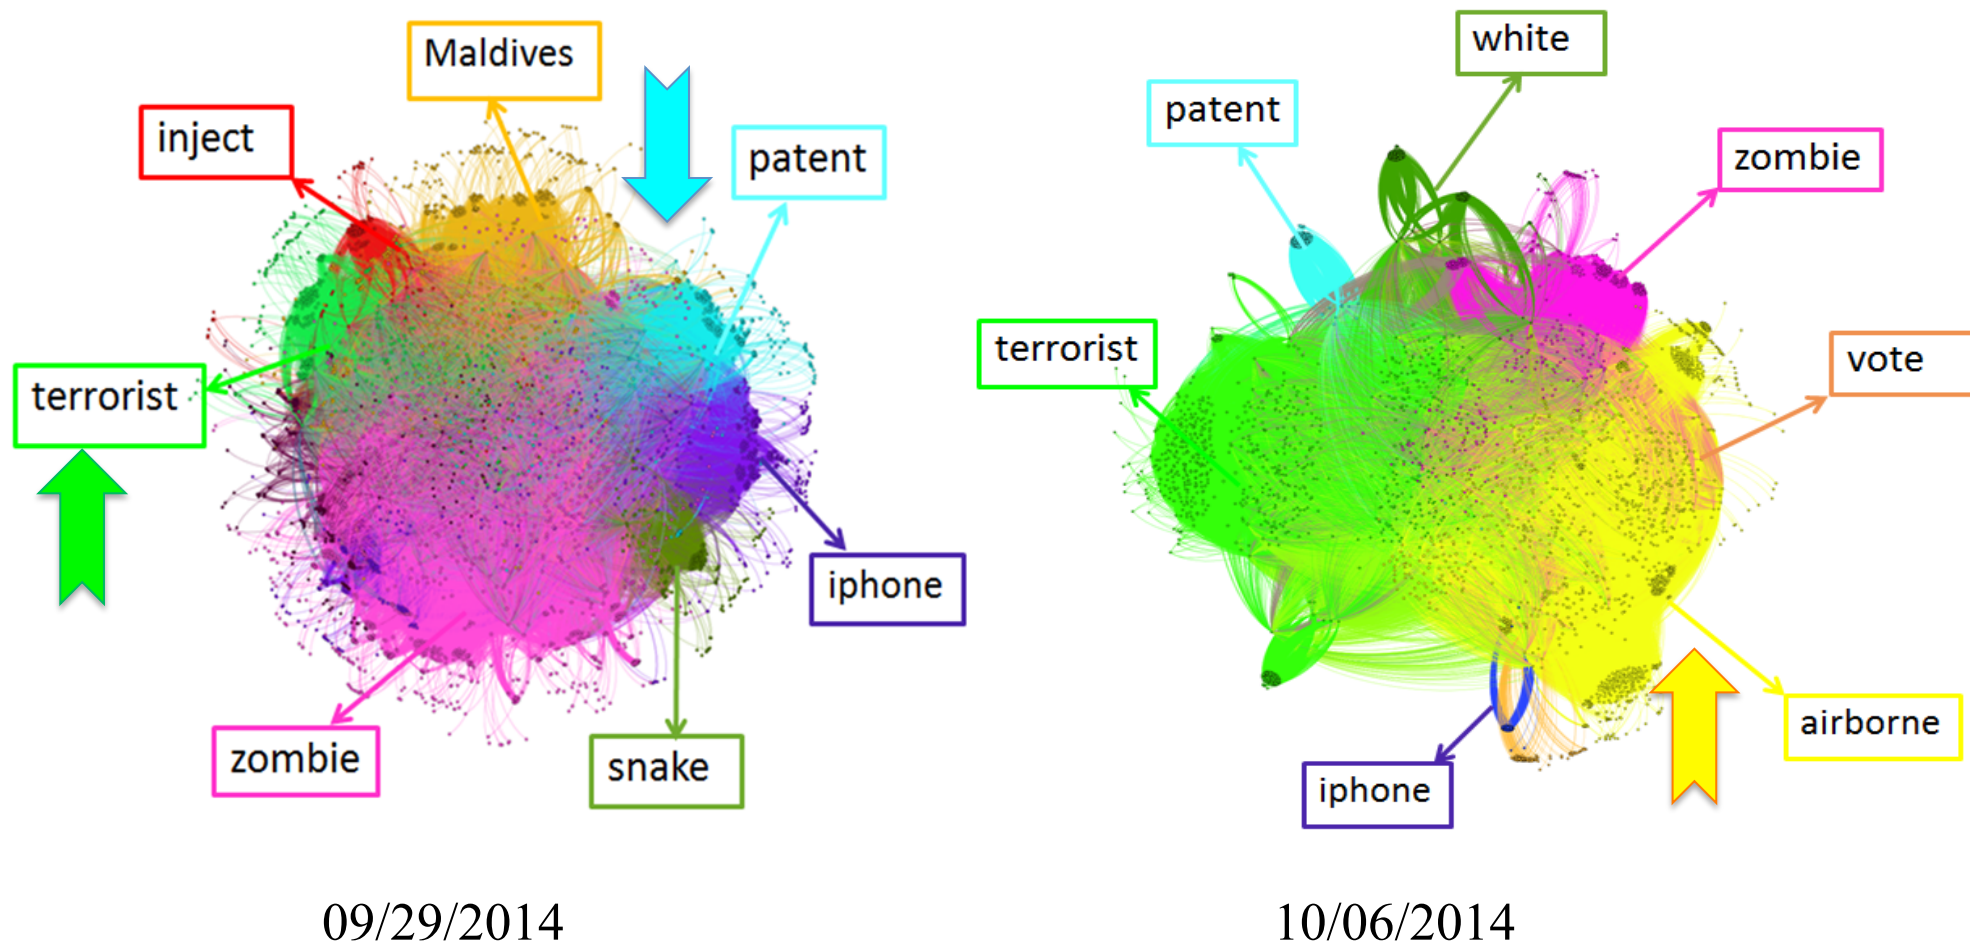 Maldives
inject
patent
terrorist
iphone
zombie
snake
09/29/2014
white
patent
zombie
terrorist
vote
airborne
iphone
10/06/2014